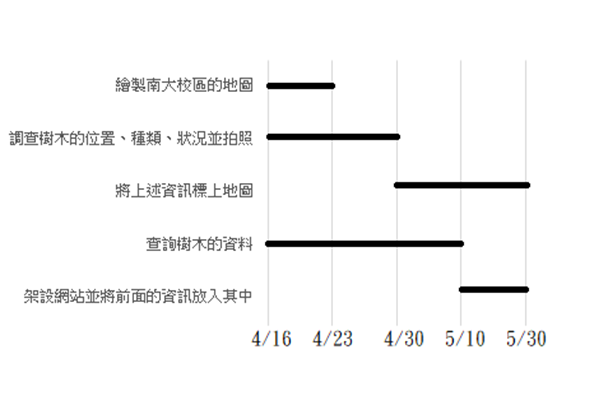 繪製南大校區的地圖
調查樹木的位置、種類、狀況並拍照
將上述資訊標上地圖
查詢樹木的資料
架設網站並將前面的資訊放入其中
4/16 4/23 4/30 5/10 5/30